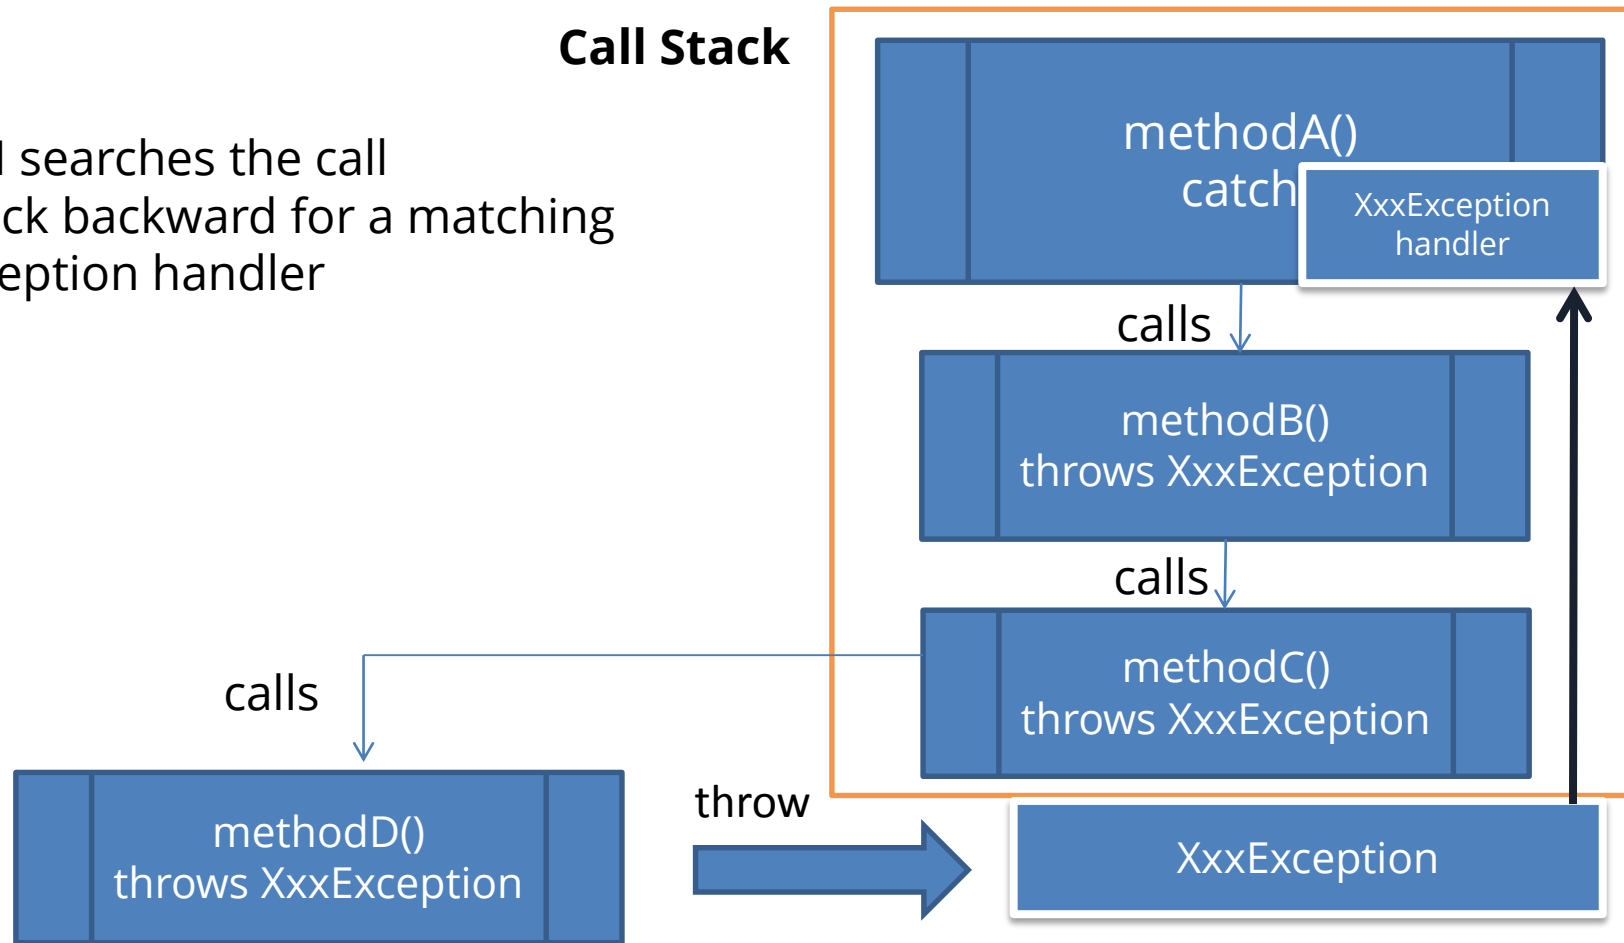 Call Stack
searches the call
ck backward for a matching
eption handler
methodA()
catch
XxxException
handler
calls
methodB()
throws XxxException
calls
methodC()
throws XxxException
calls
methodD()
throws XxxException
throw
XxxException